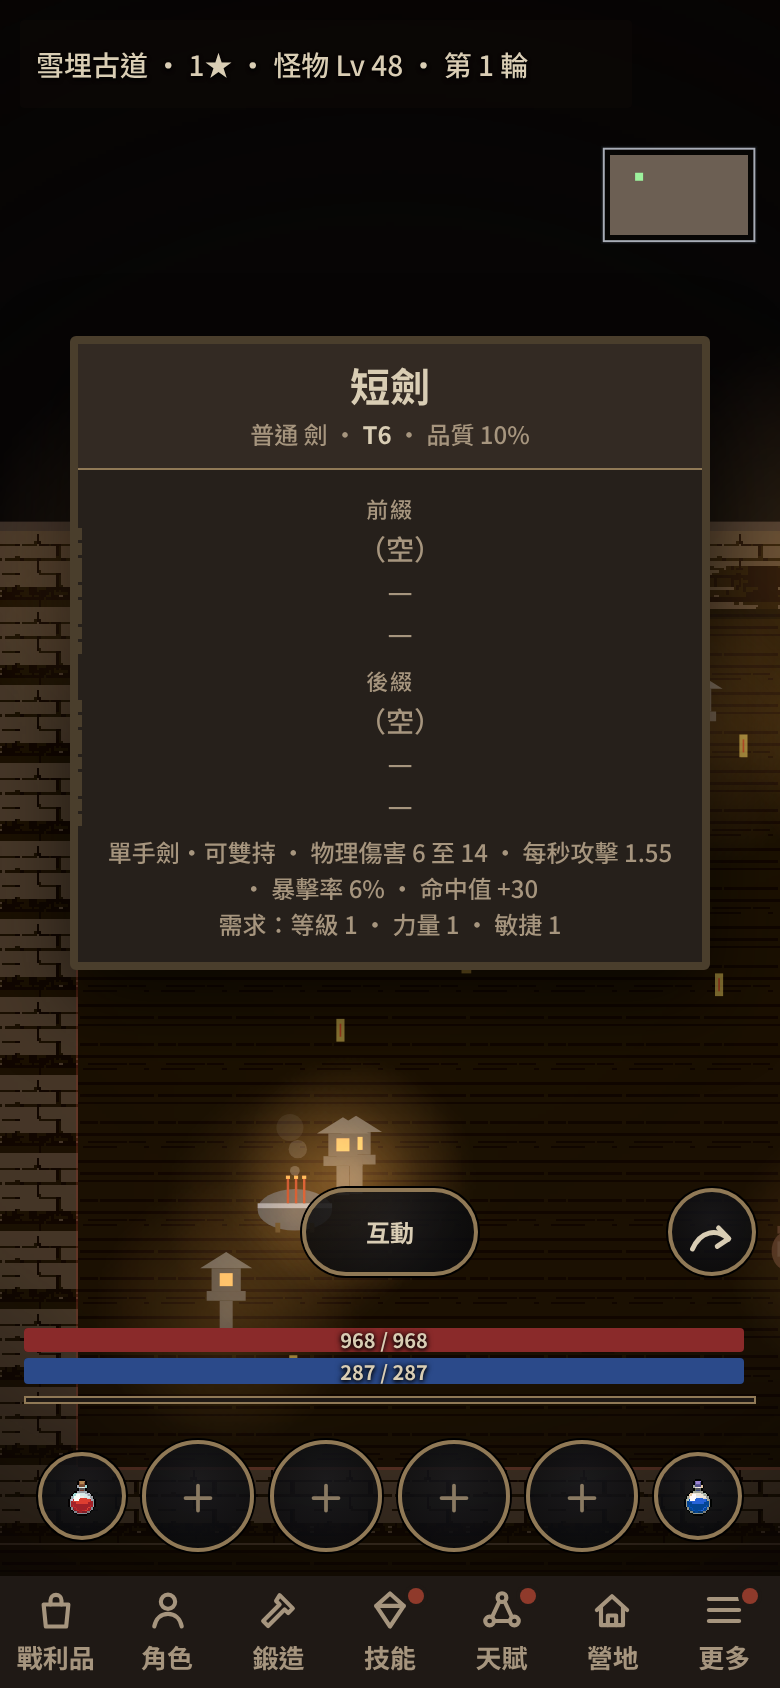 雪埋古道 • 1★ • 怪物 Lv 48 • 第 1 輪
短劍
普通 劍 • T6 • 品質 10%
前綴
（空）
—
—
後綴
（空）
—
—
單手劍・可雙持 • 物理傷害 6 至 14 • 每秒攻擊 1.55
• 暴擊率 6% • 命中值 +30
需求：等級 1 • 力量 1 • 敏捷 1
互動
968 / 968
287 / 287
戰利品 角色 鍛造 技能 天賦 營地 更多